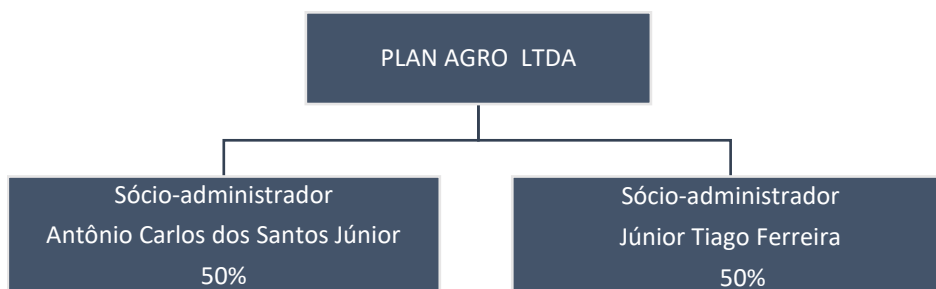 PLAN AGRO LTDA
Sócio-administrador
Antônio Carlos dos Santos Júnior
50%
Sócio-administrador
Júnior Tiago Ferreira
50%